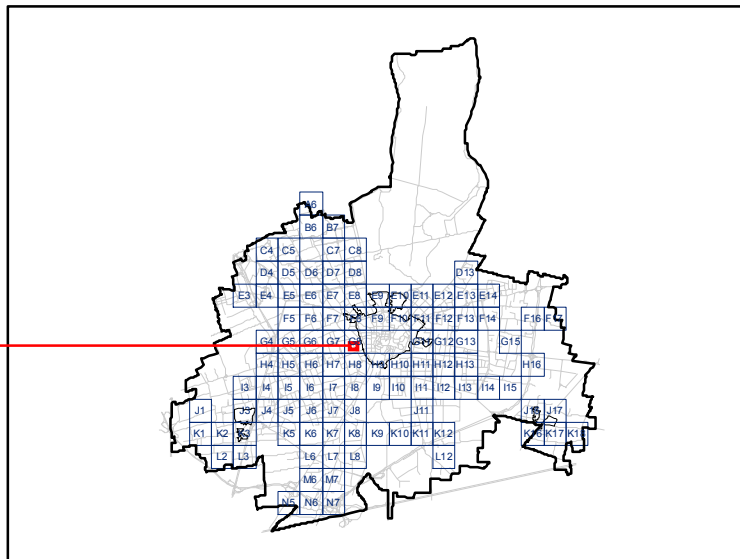 A6
B6 B7
C4 C5 C7 C8
D4 D5 D6 D7 D8 D13
E3 E4 E5 E6 E7 E8 E9 E10 E11 E12 E13 E14
F5 F6 F7 F9 F10 F11 F12 F13 F14 F16
G4 G5 G6 G7 G12 G13 G15
H4 H5 H6 H7 H8 H10 H11 H12 H13 H16
I3 I4 I5 I6 I7 I8 I9 I10 I11 I12 I13 I14 I15
J1 J3 J4 J5 J6 J7 J8 J11 J17
K1 K2 K5 K6 K7 K8 K9 K10 K11 K12 K17
L2 L3 L6 L7 L8 L12
M6 M7
N5 N6 N7